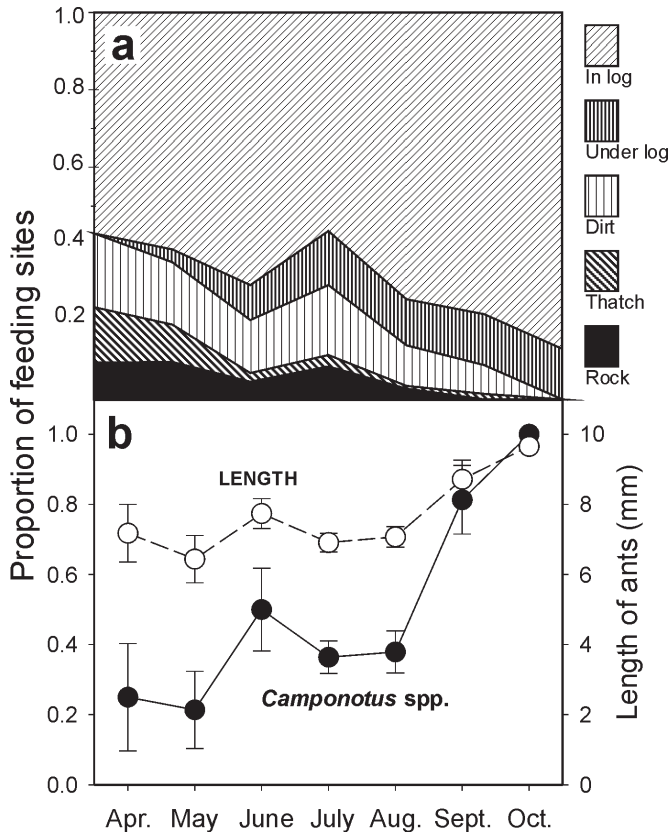 a
1.0
0.8
0.6
0.4
0.2
In log
Under log
Dirt
Thatch
Rock
Proportion of feeding sites
b
1.0
0.8
0.6
0.4
0.2
0.0
LENGTH
Camponotus spp.
10
8
6
4
2
0
Length of ants (mm)
Apr. May June July Aug. Sept. Oct.